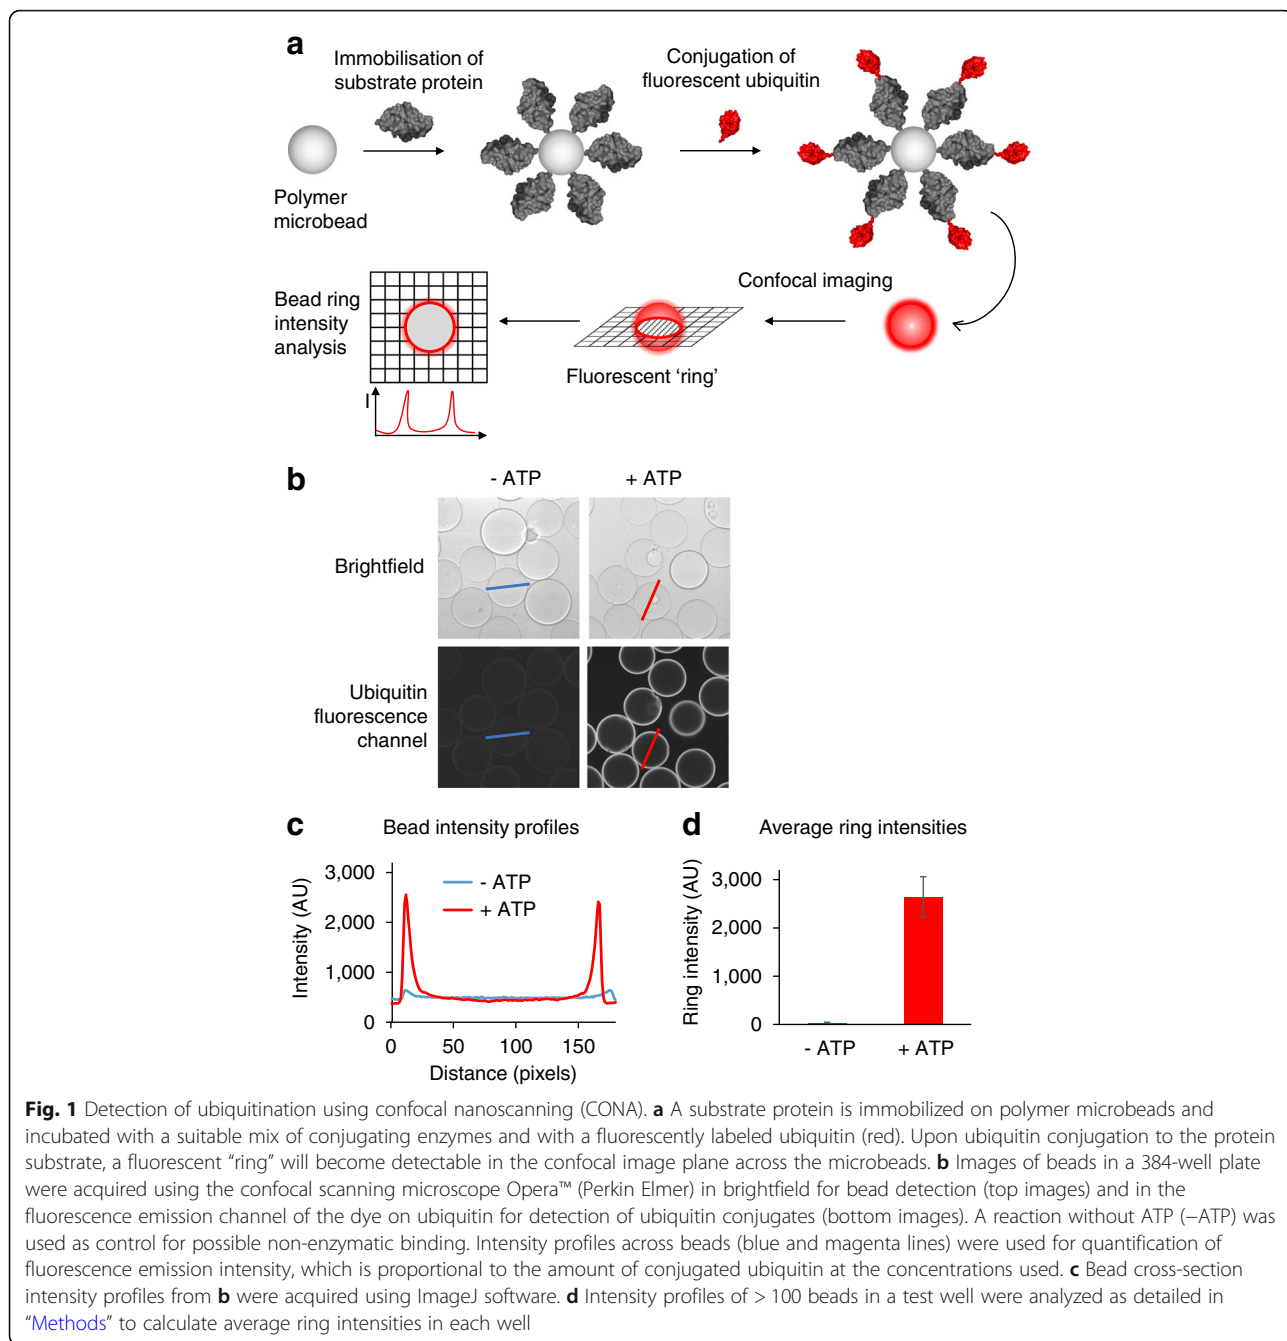 a
Immobilisation of
substrate protein
Conjugation of
fluorescent ubiquitin
Polymer
microbead
Confocal imaging
Bead ring
intensity
analysis
Fluorescent ‘ring’
I
b
- ATP
+ ATP
Brightfield
Ubiquitin
fluorescence
channel
c
Bead intensity profiles
Intensity (AU)
3,000
2,000
1,000
0
- ATP
+ ATP
0
50
100
150
Distance (pixels)
d
Average ring intensities
Ring intensity (AU)
3,000
2,000
1,000
0
- ATP
+ ATP
Fig. 1 Detection of ubiquitination using confocal nanoscanning (CONA). a A substrate protein is immobilized on polymer microbeads and
incubated with a suitable mix of conjugating enzymes and with a fluorescently labeled ubiquitin (red). Upon ubiquitin conjugation to the protein
substrate, a fluorescent “ring” will become detectable in the confocal image plane across the microbeads. b Images of beads in a 384-well plate
were acquired using the confocal scanning microscope Opera™ (Perkin Elmer) in brightfield for bead detection (top images) and in the
fluorescence emission channel of the dye on ubiquitin for detection of ubiquitin conjugates (bottom images). A reaction without ATP (−ATP) was
used as control for possible non-enzymatic binding. Intensity profiles across beads (blue and magenta lines) were used for quantification of
fluorescence emission intensity, which is proportional to the amount of conjugated ubiquitin at the concentrations used. c Bead cross-section
intensity profiles from b were acquired using ImageJ software. d Intensity profiles of > 100 beads in a test well were analyzed as detailed in
“Methods” to calculate average ring intensities in each well